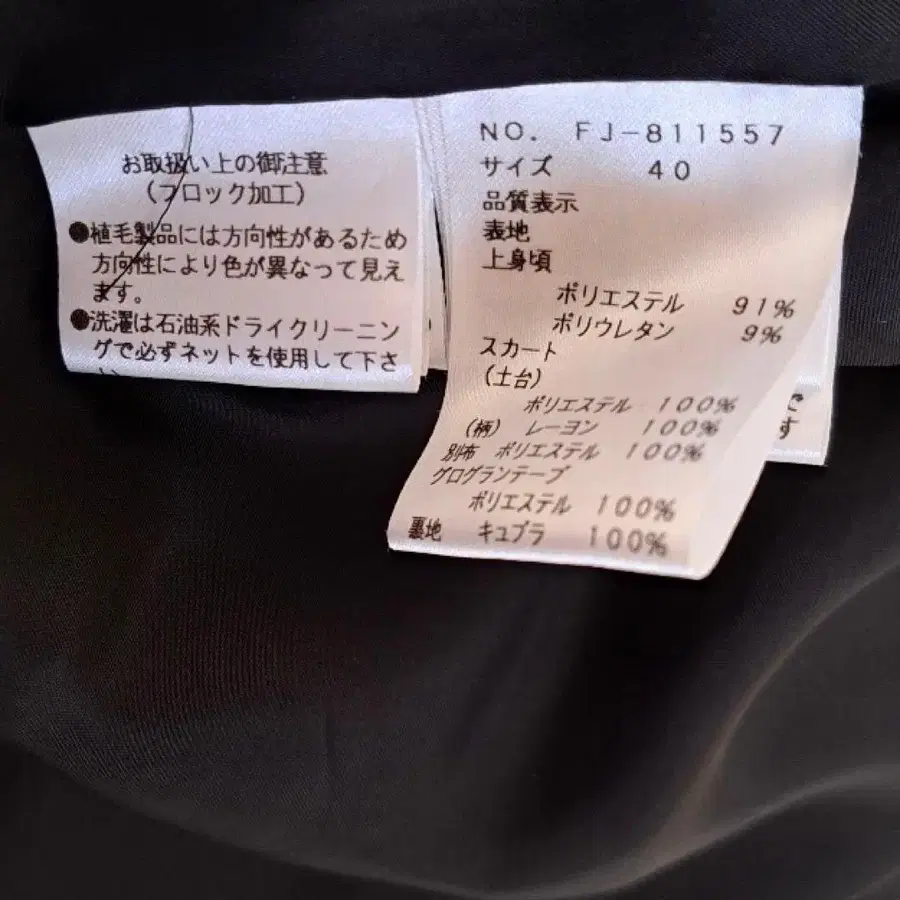 お取扱い上の御注意
(フロック加工)
●植毛製品には方向性があるため
方向性により色が異なって見え
ます。
●洗濯は石油系ドライクリーニン
グで必ずネットを使用して下さ
NO. FJ-811557
サイズ 40
品質表示
表地
上身頃
ポリエステル 91%
ポリウレタン 9%
スカート
(土台)
ポリエステル 100%
(柄) レーヨン 100%
別布 ポリエステル 100%
グログランテープ
ポリエステル 100%
裏地 キュプラ 100%
で
す